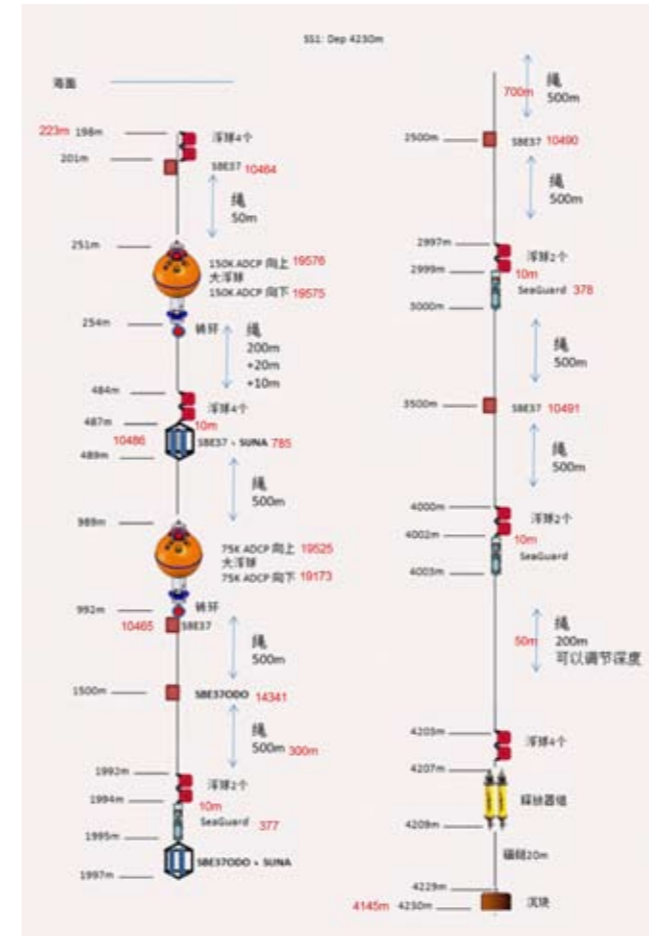 SS1: Dep 4230m
海面
223m 198m
浮球4个
201m
SBE37 10464
绳
50m
251m
150K ADCP 向上 19576
大浮球
150K ADCP 向下 19575
254m
转环
绳
200m
+20m
+10m
484m
浮球4个
487m
10m
10486
SBE37 + SUNA 785
489m
绳
500m
989m
75K ADCP 向上 19525
大浮球
75K ADCP 向下 19173
992m
转环
10465
SBE37
绳
500m
1500m
SBE37ODO 14341
绳
500m 300m
1992m
浮球2个
1994m
10m
SeaGuard 377
1995m
SBE37ODO + SUNA
1997m
绳
700m
500m
2500m
SBE37 10490
绳
500m
2997m
浮球2个
2999m
10m
SeaGuard 378
3000m
绳
500m
3500m
SBE37 10491
绳
500m
4000m
浮球2个
4002m
10m
SeaGuard
4003m
绳
50m
200m
可以调节深度
4203m
浮球4个
4207m
释放器组
4209m
锚链20m
4229m
4145m 4230m
沉块